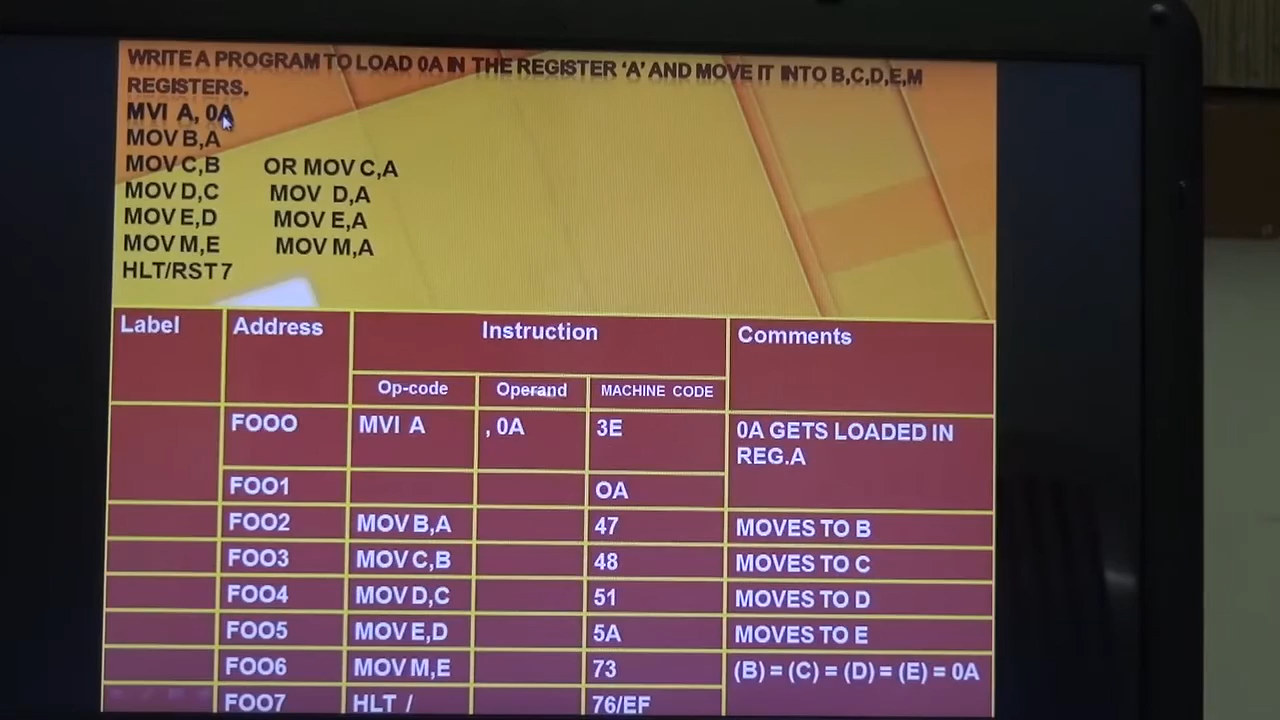 WRITE A PROGRAM TO LOAD 0A IN THE REGISTER ‘A’ AND MOVE IT INTO B,C,D,E,M
REGISTERS.
MVI A, 0A
MOV B,A
MOV C,B OR MOV C,A
MOV D,C MOV D,A
MOV E,D MOV E,A
MOV M,E MOV M,A
HLT/RST7
Label Address Instruction Comments
Op-code Operand MACHINE CODE
FOOO MVI A , 0A 3E 0A GETS LOADED IN
REG.A
FOO1 OA
FOO2 MOV B,A 47 MOVES TO B
FOO3 MOV C,B 48 MOVES TO C
FOO4 MOV D,C 51 MOVES TO D
FOO5 MOV E,D 5A MOVES TO E
FOO6 MOV M,E 73 (B) = (C) = (D) = (E) = 0A
FOO7 HLT / 76/EF